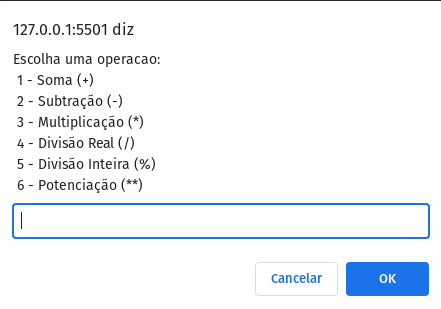 127.0.0.1:5501 diz
Escolha uma operacao:
1 - Soma (+)
2 - Subtração (-)
3 - Multiplicação (*)
4 - Divisão Real (/)
5 - Divisão Inteira (%)
6 - Potenciação (**)
Cancelar OK